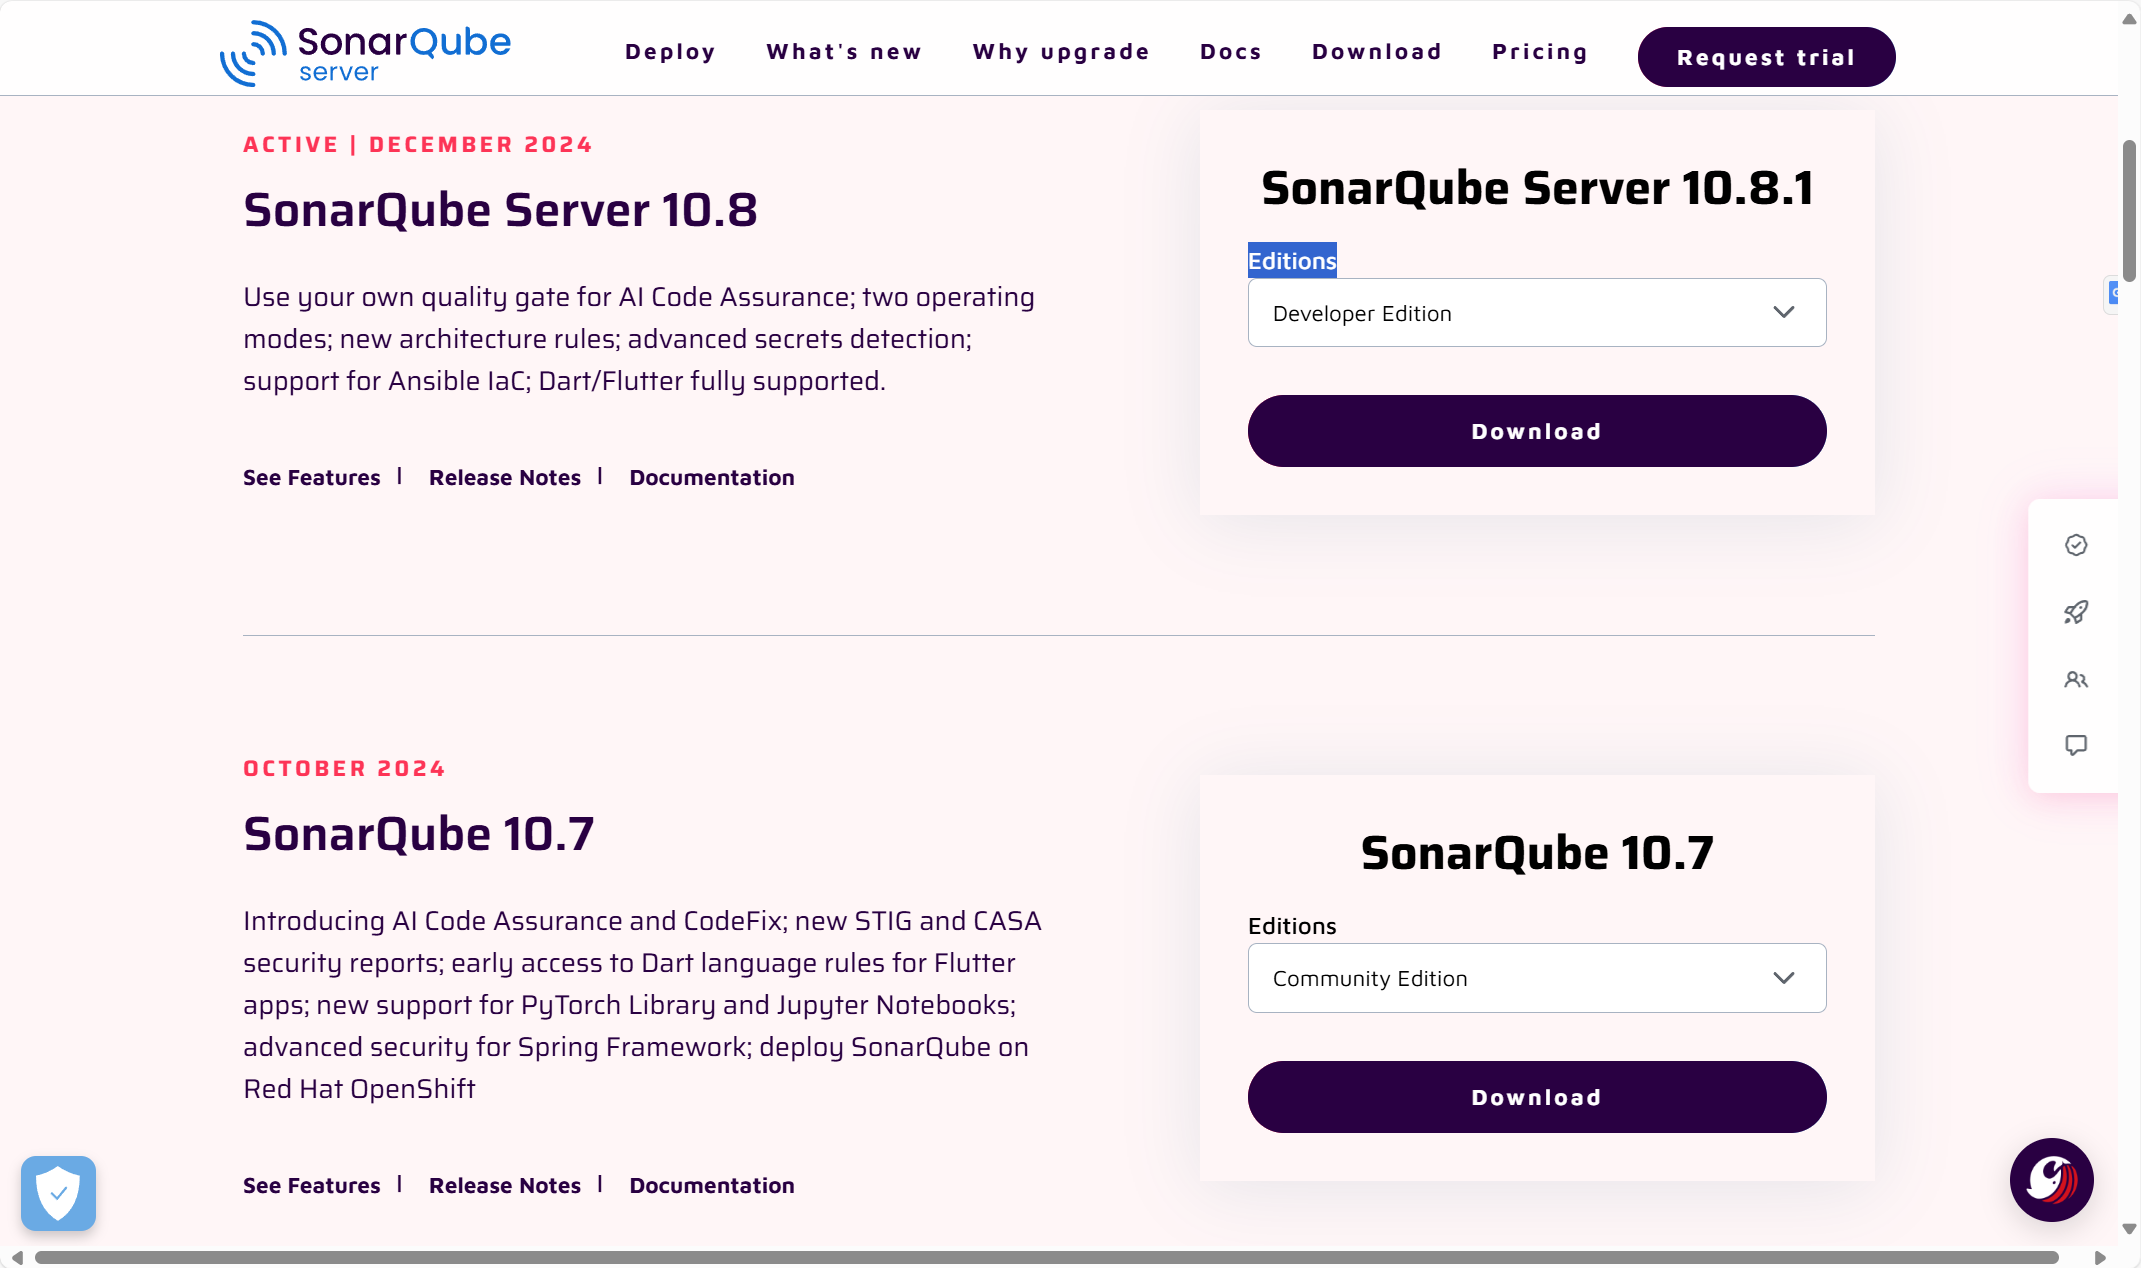 SonarQube
server
Deploy
What's new
Why upgrade
Docs
Download
Pricing
Request trial
ACTIVE | DECEMBER 2024
SonarQube Server 10.8
Use your own quality gate for AI Code Assurance; two operating
modes; new architecture rules; advanced secrets detection;
support for Ansible IaC; Dart/Flutter fully supported.
See Features | Release Notes | Documentation
SonarQube Server 10.8.1
Editions
Developer Edition
Download
OCTOBER 2024
SonarQube 10.7
Introducing AI Code Assurance and CodeFix; new STIG and CASA
security reports; early access to Dart language rules for Flutter
apps; new support for PyTorch Library and Jupyter Notebooks;
advanced security for Spring Framework; deploy SonarQube on
Red Hat OpenShift
See Features | Release Notes | Documentation
SonarQube 10.7
Editions
Community Edition
Download